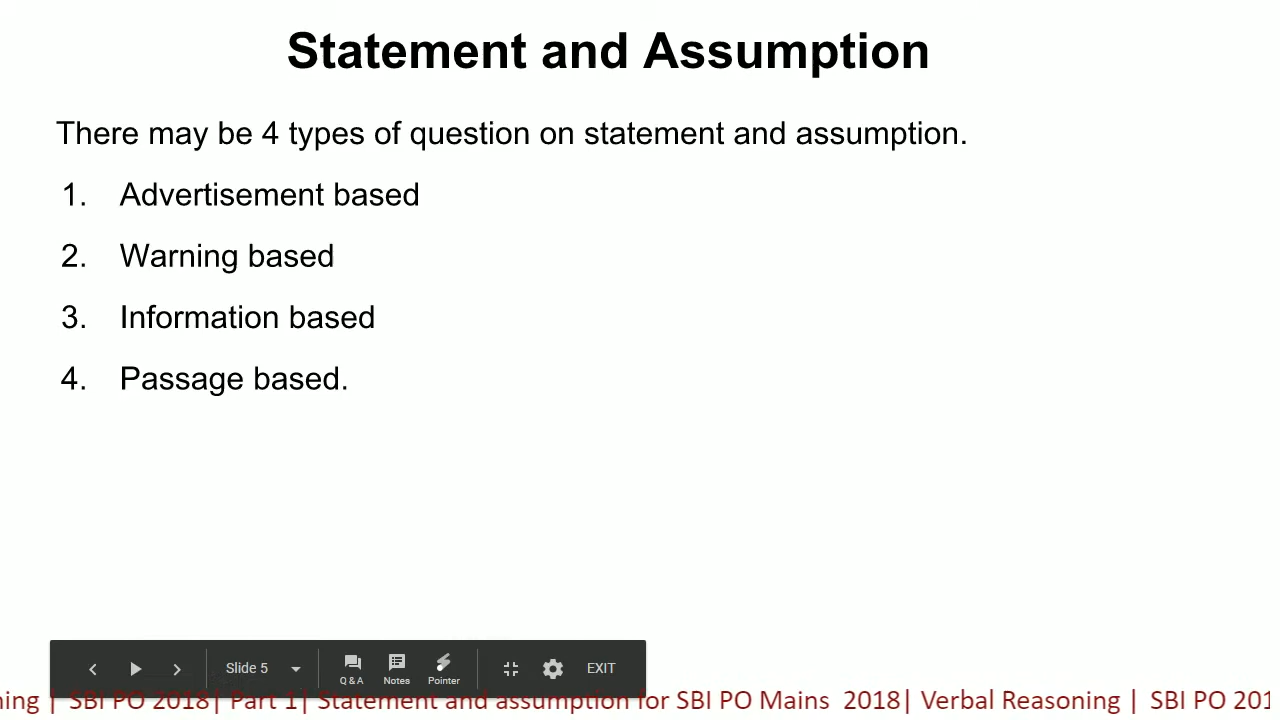 Statement and Assumption
There may be 4 types of question on statement and assumption.
1. Advertisement based
2. Warning based
3. Information based
4. Passage based.
Slide 5
Q & A
Notes
Pointer
EXIT
ning | SBI PO 2018| Part 1| Statement and assumption for SBI PO Mains 2018| Verbal Reasoning | SBI PO 201